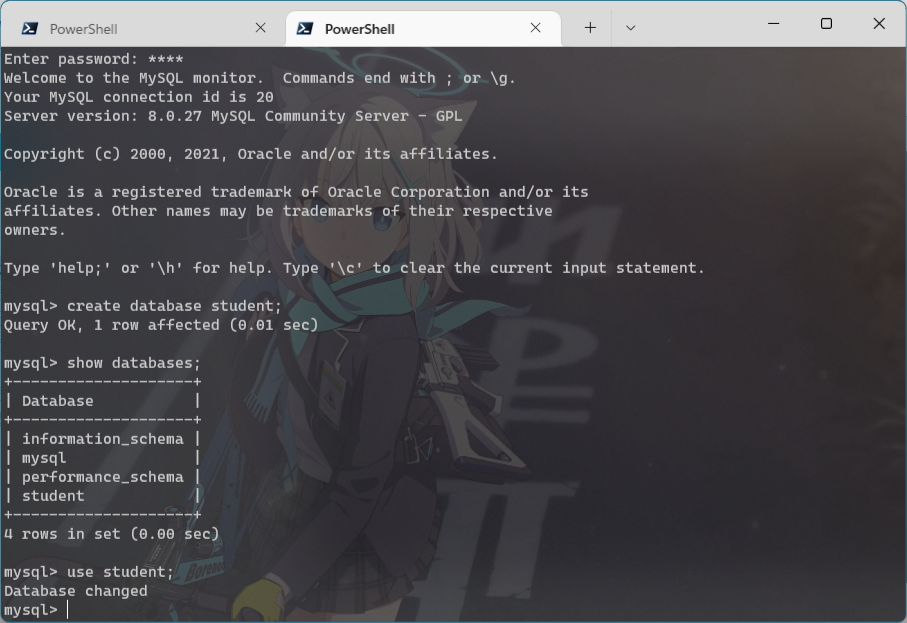 PowerShell
PowerShell
Enter password: ****
Welcome to the MySQL monitor.  Commands end with ; or \g.
Your MySQL connection id is 20
Server version: 8.0.27 MySQL Community Server - GPL
Copyright (c) 2000, 2021, Oracle and/or its affiliates.
Oracle is a registered trademark of Oracle Corporation and/or its
affiliates. Other names may be trademarks of their respective
owners.
Type 'help;' or '\h' for help. Type '\c' to clear the current input statement.
mysql> create database student;
Query OK, 1 row affected (0.01 sec)
mysql> show databases;
+--------------------+
| Database           |
+--------------------+
| information_schema |
| mysql              |
| performance_schema |
| student            |
+--------------------+
4 rows in set (0.00 sec)
mysql> use student;
Database changed
mysql>